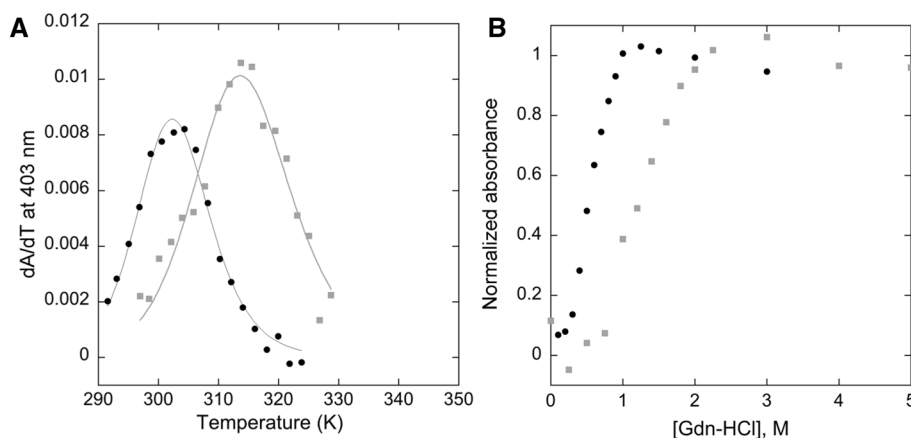 A
dA/dT at 403 nm
0.012
0.01
0.008
0.006
0.004
0.002
0
290 300 310 320 330 340 350
Temperature (K)
B
Normalized absorbance
1
0.8
0.6
0.4
0.2
0
0 1 2 3 4 5
[Gdn-HCl], M